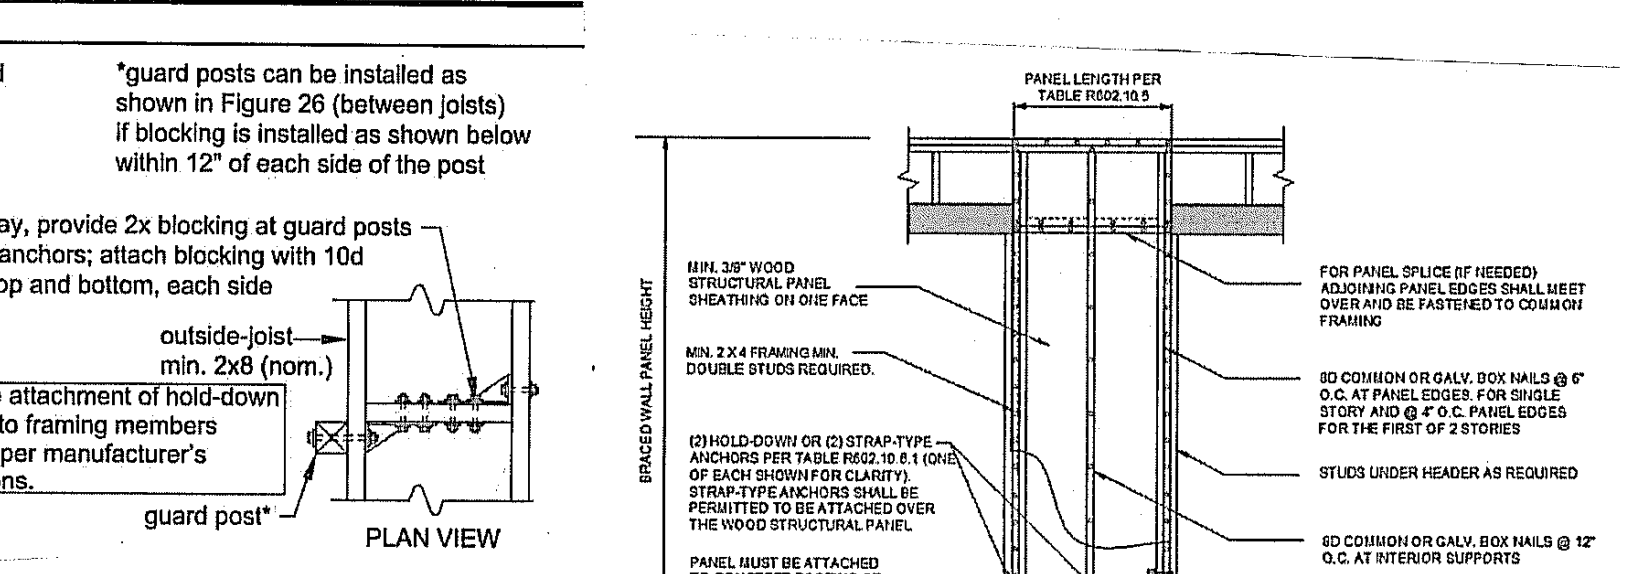 *guard posts can be installed as
shown in Figure 26 (between joists)
if blocking is installed as shown below
within 12" of each side of the post
provide 2x blocking at guard posts
anchors; attach blocking with 10d
and bottom, each side
outside-joist
min. 2x8 (nom.)
attachment of hold-down
to framing members
per manufacturer's
guard post*
PLAN VIEW
PANEL LENGTH PER
TABLE R602.10.5
BRACED WALL PANEL HEIGHT
MIN. 3/8" WOOD
STRUCTURAL PANEL
SHEATHING ON ONE FACE
MIN. 2 X 4 FRAMING MIN.
DOUBLE STUDS REQUIRED.
(2) HOLD-DOWN OR (2) STRAP-TYPE
ANCHORS PER TABLE R602.10.6.1 (ONE
OF EACH SHOWN FOR CLARITY).
STRAP-TYPE ANCHORS SHALL BE
PERMITTED TO BE ATTACHED OVER
THE WOOD STRUCTURAL PANEL
PANEL MUST BE ATTACHED
FOR PANEL SPLICE (IF NEEDED)
ADJOINING PANEL EDGES SHALL MEET
OVER AND BE FASTENED TO COMMON
FRAMING
8D COMMON OR GALV. BOX NAILS @ 6"
O.C. AT PANEL EDGES. FOR SINGLE
STORY AND @ 4" O.C. PANEL EDGES
FOR THE FIRST OF 2 STORIES
STUDS UNDER HEADER AS REQUIRED
8D COMMON OR GALV. BOX NAILS @ 12"
O.C. AT INTERIOR SUPPORTS